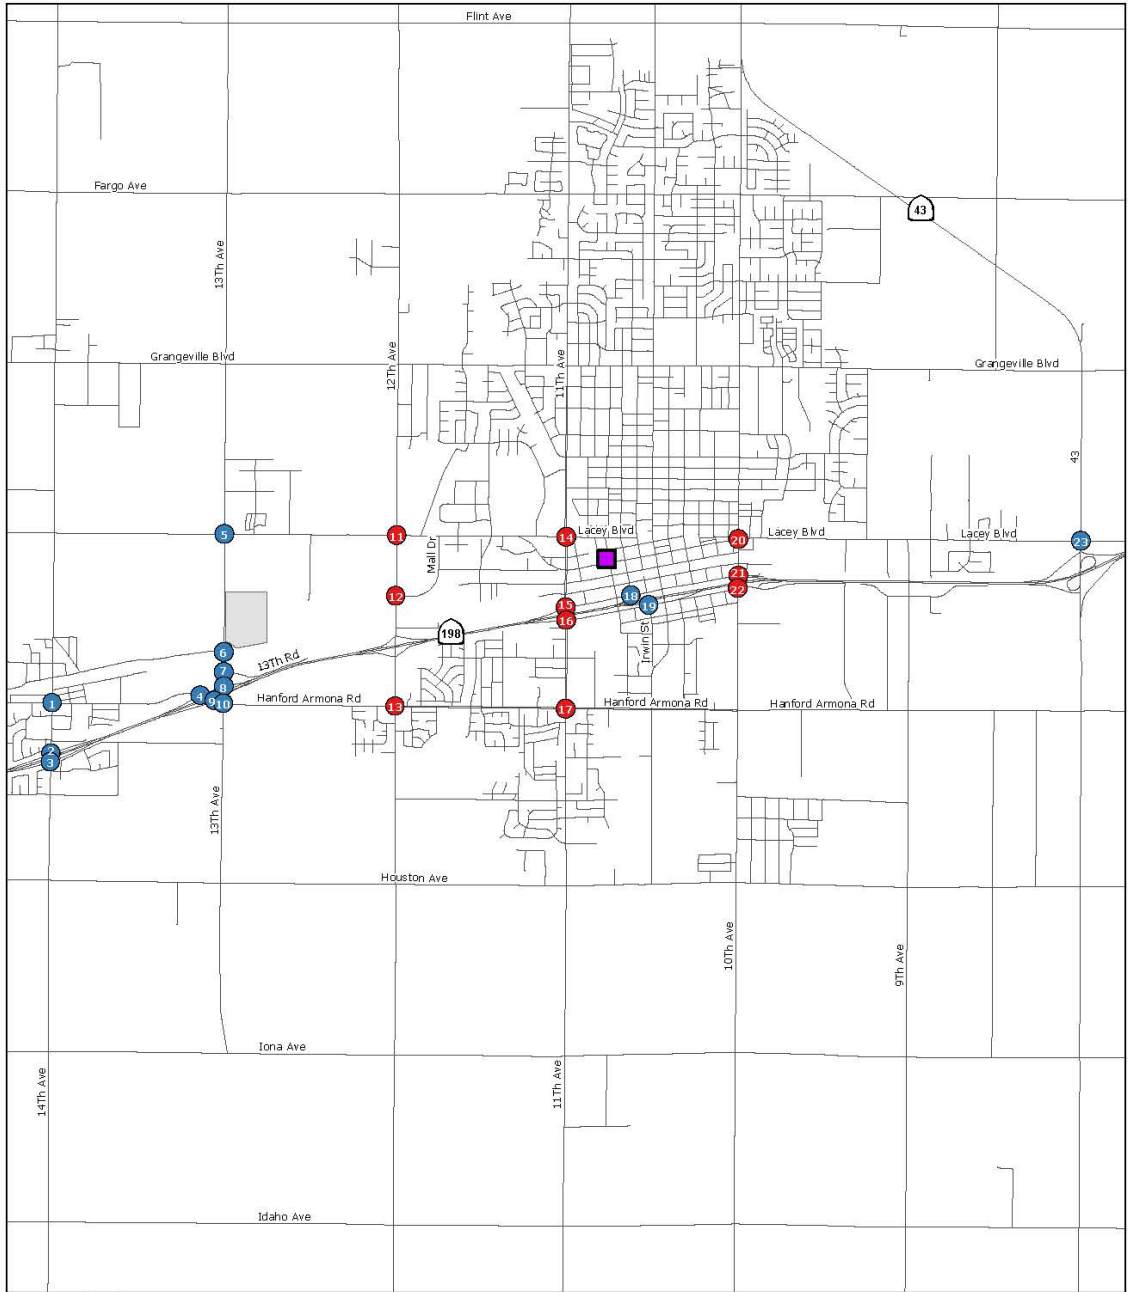 Flint Ave
Fargo Ave
43
13Th Ave
Grangeville Blvd
12Th Ave
11Th Ave
Grangeville Blvd
43
5
11
14
Lacey Blvd
20
Lacey Blvd
Lacey Blvd
23
Mall Dr
21
22
12
18
15
19
16
198
Irwin St
6
13Th Rd
7
8
4
9
10
1
Hanford Armona Rd
13
17
Hanford Armona Rd
Hanford Armona Rd
2
3
13Th Ave
Houston Ave
10Th Ave
9Th Ave
Iona Ave
14Th Ave
11Th Ave
Idaho Ave